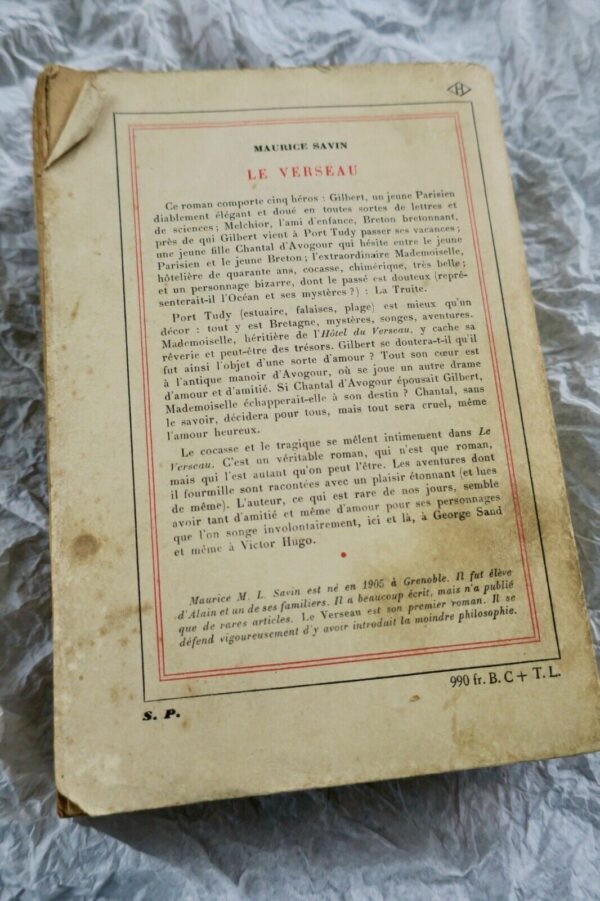 H
MAURICE SAVIN
LE VERSEAU
Ce roman comporte cinq héros : Gilbert, un jeune Parisien
diablement élégant et doué en toutes sortes de lettres et
de sciences ; Melchior, l'ami d'enfance, Breton bretonnant,
près de qui Gilbert vient à Port Tudy passer ses vacances ;
une jeune fille Chantal d'Avogour qui hésite entre le jeune
Parisien et le jeune Breton ; l'extraordinaire Mademoiselle,
hôtelière de quarante ans, cocasse, chimérique, très belle ;
et un personnage bizarre, dont le passé est douteux (repré-
senterait-il l'Océan et ses mystères ?) : La Truite.
Port Tudy (estuaire, falaises, plage) est mieux qu'un
décor : tout y est Bretagne, mystères, songes, aventures.
Mademoiselle, héritière de l'Hôtel du Verseau, y cache sa
rêverie et peut-être des trésors. Gilbert se doutera-t-il qu'il
fut ainsi l'objet d'une sorte d'amour ? Tout son cœur est
à l'antique manoir d'Avogour, où se joue un autre drame
d'amour et d'amitié. Si Chantal d'Avogour épousait Gilbert,
Mademoiselle échapperait-elle à son destin ? Chantal, sans
le savoir, décidera pour tous, mais tout sera cruel, même
l'amour heureux.
Le cocasse et le tragique se mêlent intimement dans Le
Verseau. C'est un véritable roman, qui n'est que roman,
mais qui l'est autant qu'on peut l'être. Les aventures dont
il fourmille sont racontées avec un plaisir étonnant (et lues
de même). L'auteur, ce qui est rare de nos jours, semble
avoir tant d'amitié et même d'amour pour ses personnages
que l'on songe involontairement, ici et là, à George Sand
et même à Victor Hugo.
Maurice M. L. Savin est né en 1905 à Grenoble. Il fut élève
d'Alain et un de ses familiers. Il a beaucoup écrit, mais n'a publié
que de rares articles. Le Verseau est son premier roman. Il se
défend vigoureusement d'y avoir introduit la moindre philosophie.
990 fr. B. C + T. L.
S. P.